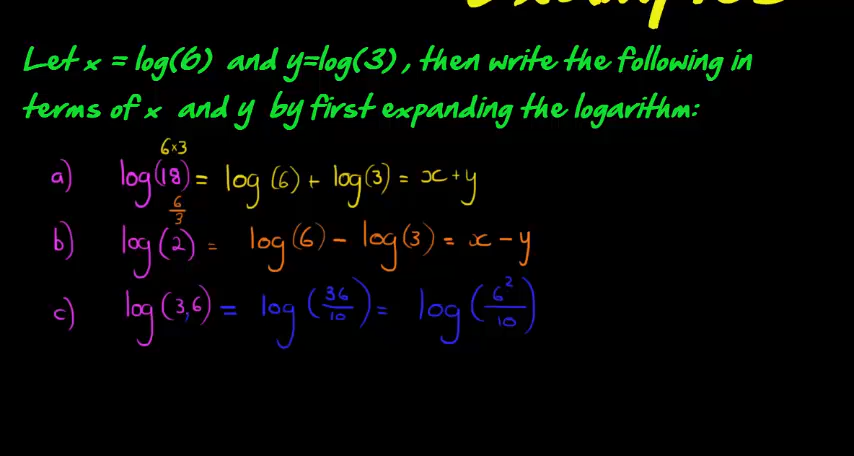 Let x = log(6) and y=log(3), then write the following in
terms of x and y by first expanding the logarithm:
6×3
a) log(18) = log(6) + log(3) = x+y
6/3
b) log(2) = log(6) - log(3) = x - y
c) log(3,6) = log(36/10) = log(6²/10)